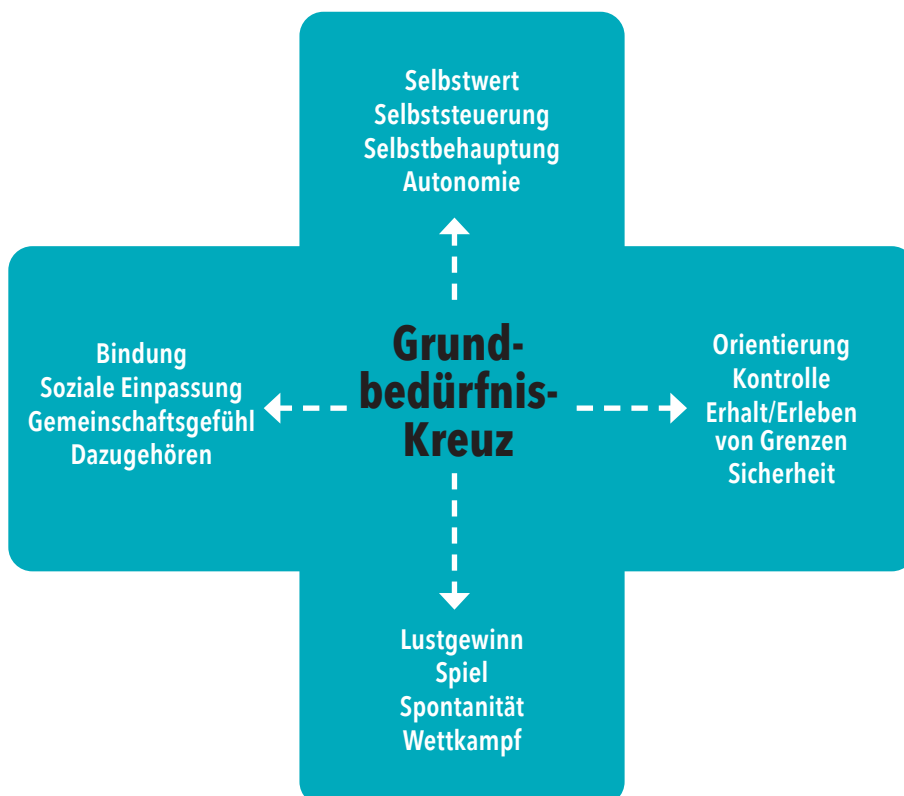 Selbstwert
Selbststeuerung
Selbstbehauptung
Autonomie
Bindung
Soziale Einpassung
Gemeinschaftsgefühl
Dazugehören
Grund-
bedürfnis-
Kreuz
Orientierung
Kontrolle
Erhalt/Erleben
von Grenzen
Sicherheit
Lustgewinn
Spiel
Spontanität
Wettkampf